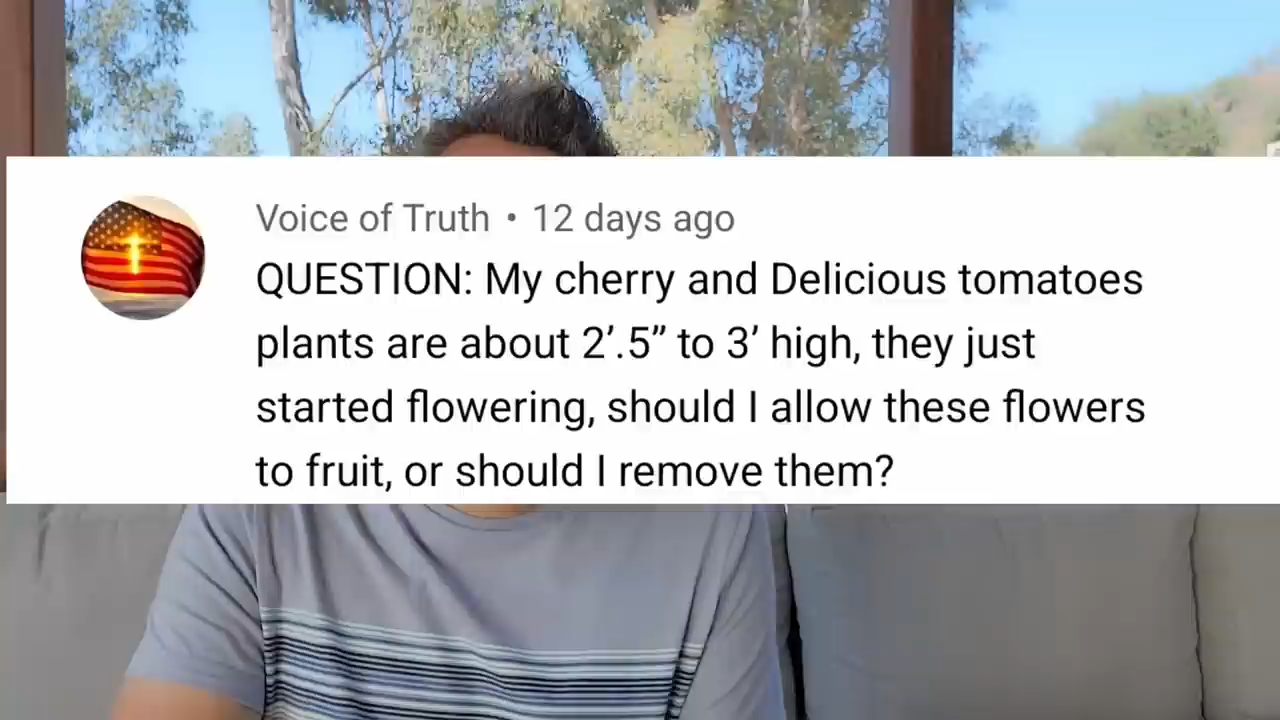 Voice of Truth • 12 days ago
QUESTION: My cherry and Delicious tomatoes
plants are about 2’.5” to 3’ high, they just
started flowering, should I allow these flowers
to fruit, or should I remove them?